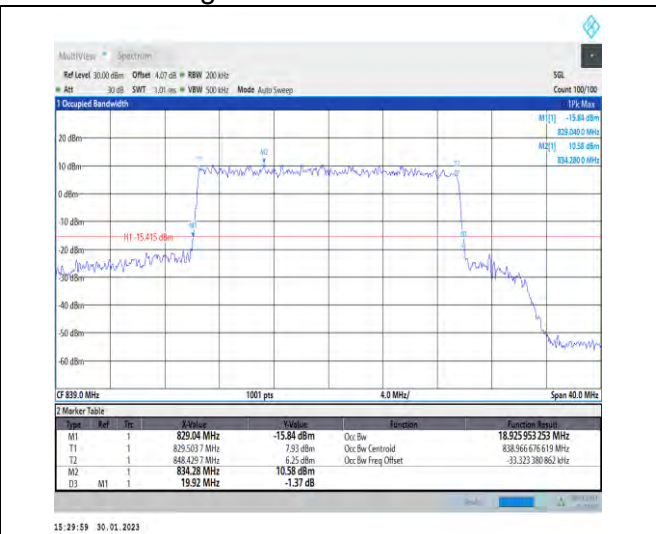 MultiView Spectrum
Ref Level 30.00 dBm Offset 4.07 dB RBW 200 kHz SGL
Att 30 dB SWT 1.01 ms VBW 500 kHz Mode Auto Sweep Count 100/100
1 Occupied Bandwidth 1Pk Max
M1[1] -15.84 dBm
829.040 0 MHz
M2[1] 10.58 dBm
834.280 0 MHz
20 dBm
M2
T1
T2
10 dBm
0 dBm
-10 dBm
M1
H1 -15.415 dBm
-20 dBm
-30 dBm
-40 dBm
-50 dBm
-60 dBm
CF 839.0 MHz 1001 pts 4.0 MHz/ Span 40.0 MHz
2 Marker Table
Type Ref Trc X-Value Y-Value Function Function Result
M1 1 829.04 MHz -15.84 dBm Occ Bw 18.925 953 253 MHz
T1 1 829.503 7 MHz 7.93 dBm Occ Bw Centroid 838.966 676 619 MHz
T2 1 848.429 7 MHz 6.25 dBm Occ Bw Freq Offset -33.323 380 862 kHz
M2 1 834.28 MHz 10.58 dBm
D3 M1 1 19.92 MHz -1.37 dB
15:29:59 30.01.2023